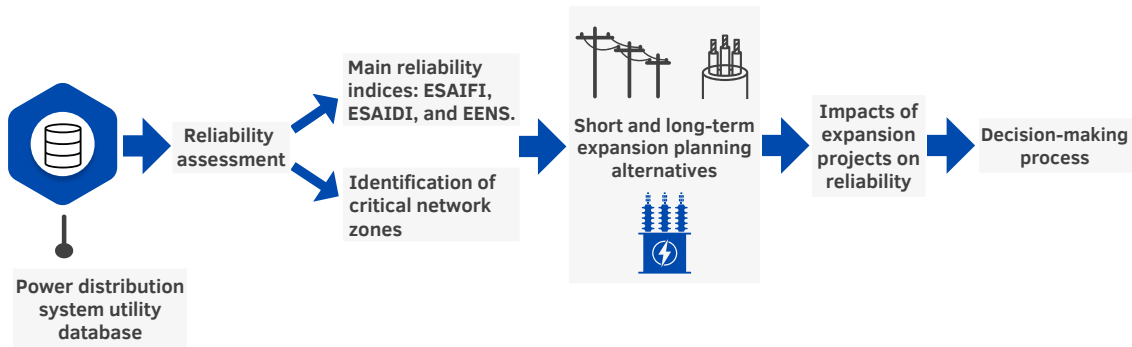 Power distribution
system utility
database
Reliability
assessment
Main reliability
indices: ESAIFI,
ESAIDI, and EENS.
Identification of
critical network
zones
Short and long-term
expansion planning
alternatives
Impacts of
expansion
projects on
reliability
Decision-making
process